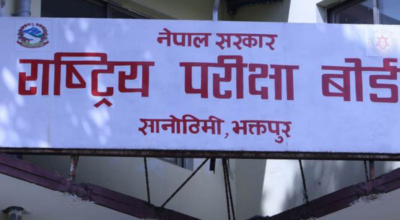 नेपाल सरकार
राष्ट्रिय परीक्षा बोर्ड
सानोठिमी, भक्तपुर